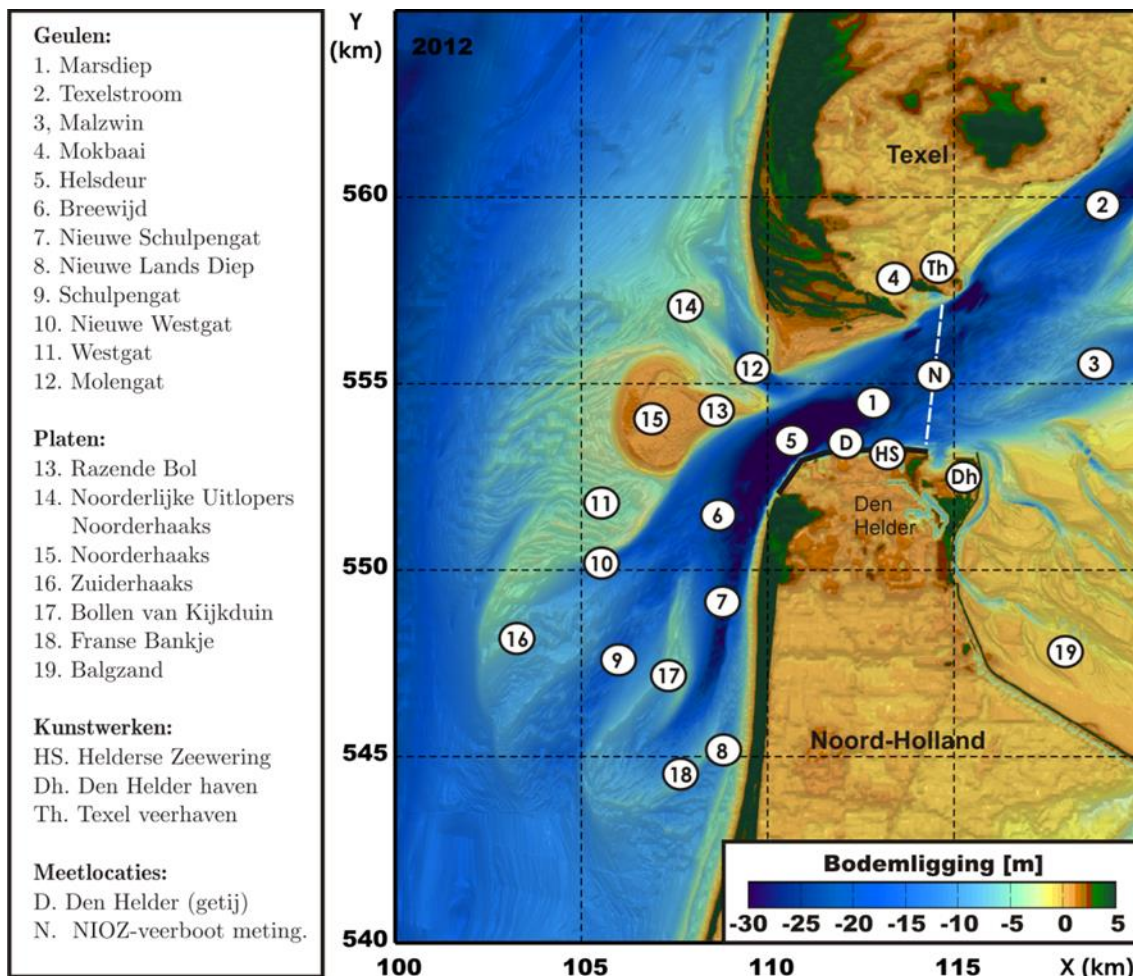 Geulen:
1. Marsdiep
2. Texelstroom
3, Malzwin
4. Mokbaai
5. Helsdeur
6. Breewijd
7. Nieuwe Schulpengat
8. Nieuwe Lands Diep
9. Schulpengat
10. Nieuwe Westgat
11. Westgat
12. Molengat
Platen:
13. Razende Bol
14. Noorderlijke Uitlopers
Noorderhaaks
15. Noorderhaaks
16. Zuiderhaaks
17. Bollen van Kijkduin
18. Franse Bankje
19. Balgzand
Kunstwerken:
HS. Helderse Zeewering
Dh. Den Helder haven
Th. Texel veerhaven
Meetlocaties:
D. Den Helder (getij)
N. NIOZ-veerboot meting.
Y
(km)
2012
Texel
560
2
Th
4
14
12
3
555
N
1
13
15
5
D
HS
Dh
11
Den
Helder
6
10
550
7
16
9
17
19
Noord-Holland
8
545
18
Bodemligging [m]
-30 -25 -20 -15 -10 -5 0 5
540
100 105 110 115 X (km)